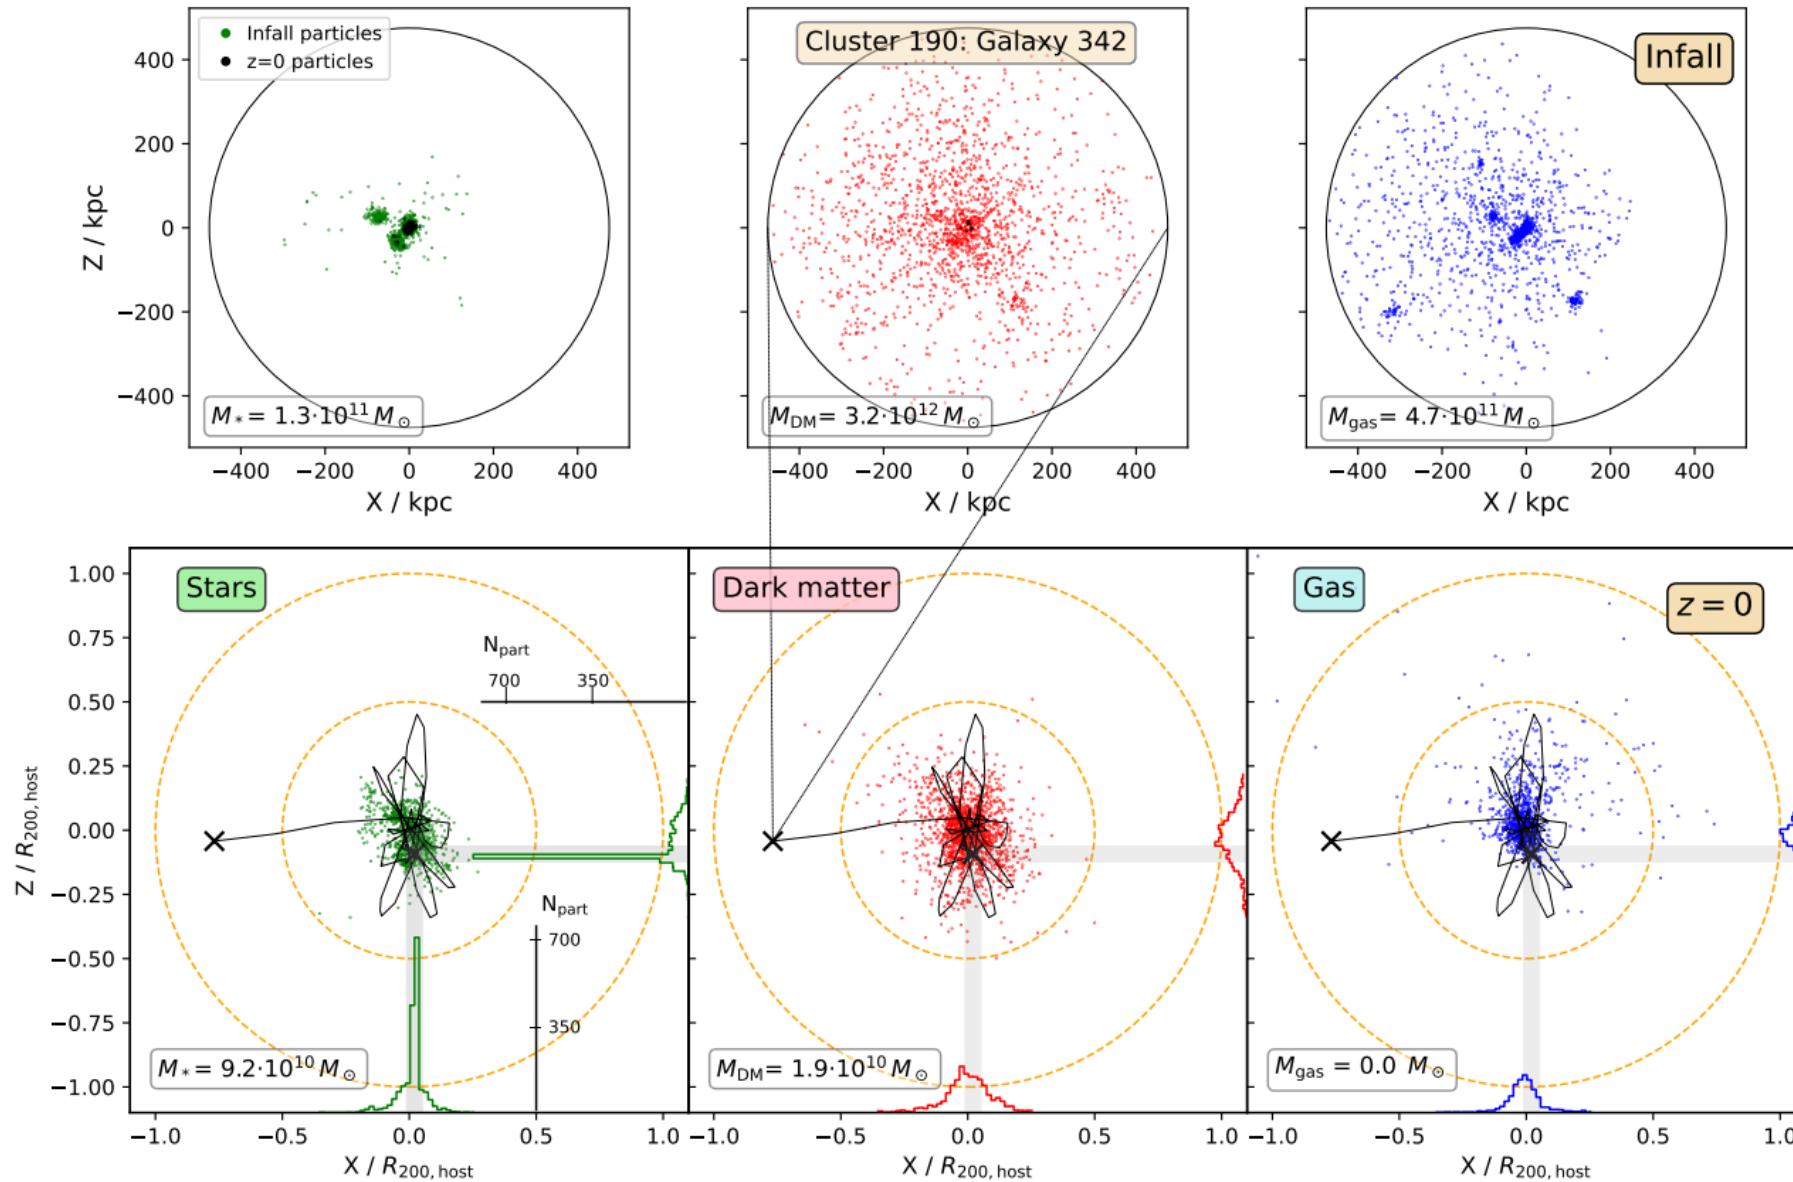 Infall particles
z=0 particles
Cluster 190: Galaxy 342
Infall
Z / kpc
400
200
0
−200
−400
M* = 1.3·10^11 M⊙
M_DM = 3.2·10^12 M⊙
M_gas = 4.7·10^11 M⊙
−400 −200 0 200 400
−400 −200 0 200 400
−400 −200 0 200 400
X / kpc
X / kpc
X / kpc
Stars
Dark matter
Gas
z = 0
Z / R_200, host
1.00
0.75
0.50
0.25
0.00
−0.25
−0.50
−0.75
−1.00
N_part
700 350
N_part
700
350
M* = 9.2·10^10 M⊙
M_DM = 1.9·10^10 M⊙
M_gas = 0.0 M⊙
−1.0 −0.5 0.0 0.5 1.0
−1.0 −0.5 0.0 0.5 1.0
−1.0 −0.5 0.0 0.5 1.0
X / R_200, host
X / R_200, host
X / R_200, host